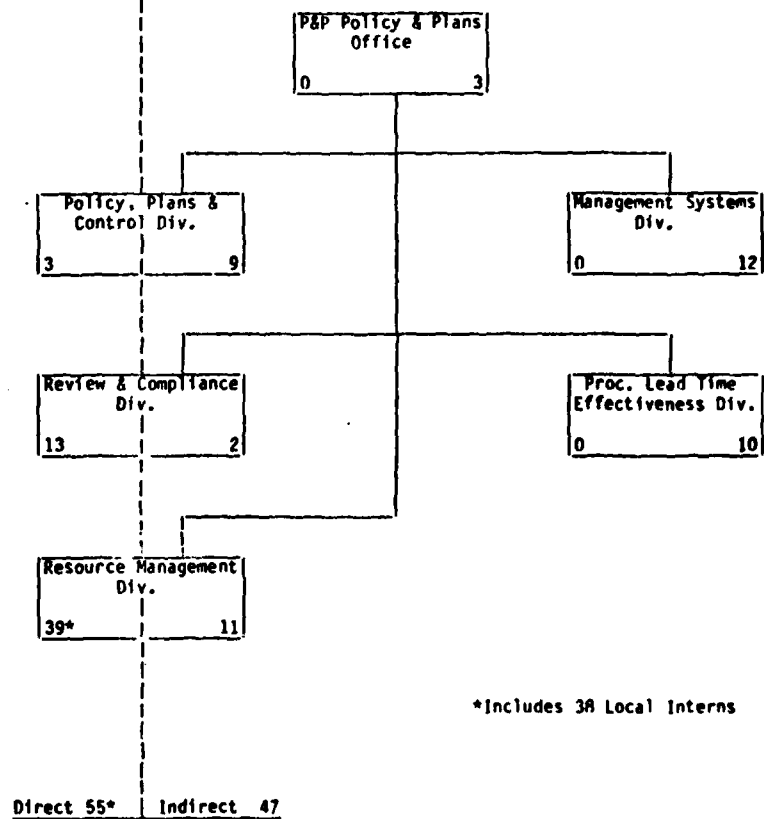 P&P Policy & Plans
Office
0 3
Policy, Plans &
Control Div.
3 9
Management Systems
Div.
0 12
Review & Compliance
Div.
13 2
Proc. Lead Time
Effectiveness Div.
0 10
Resource Management
Div.
39* 11
*Includes 38 Local Interns
Direct 55* Indirect 47